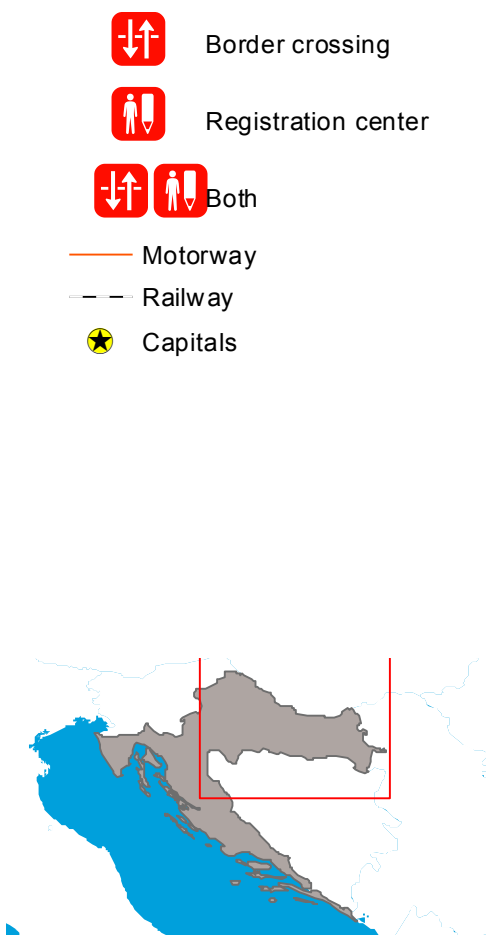 Border crossing
Registration center
Both
Motorway
Railway
Capitals